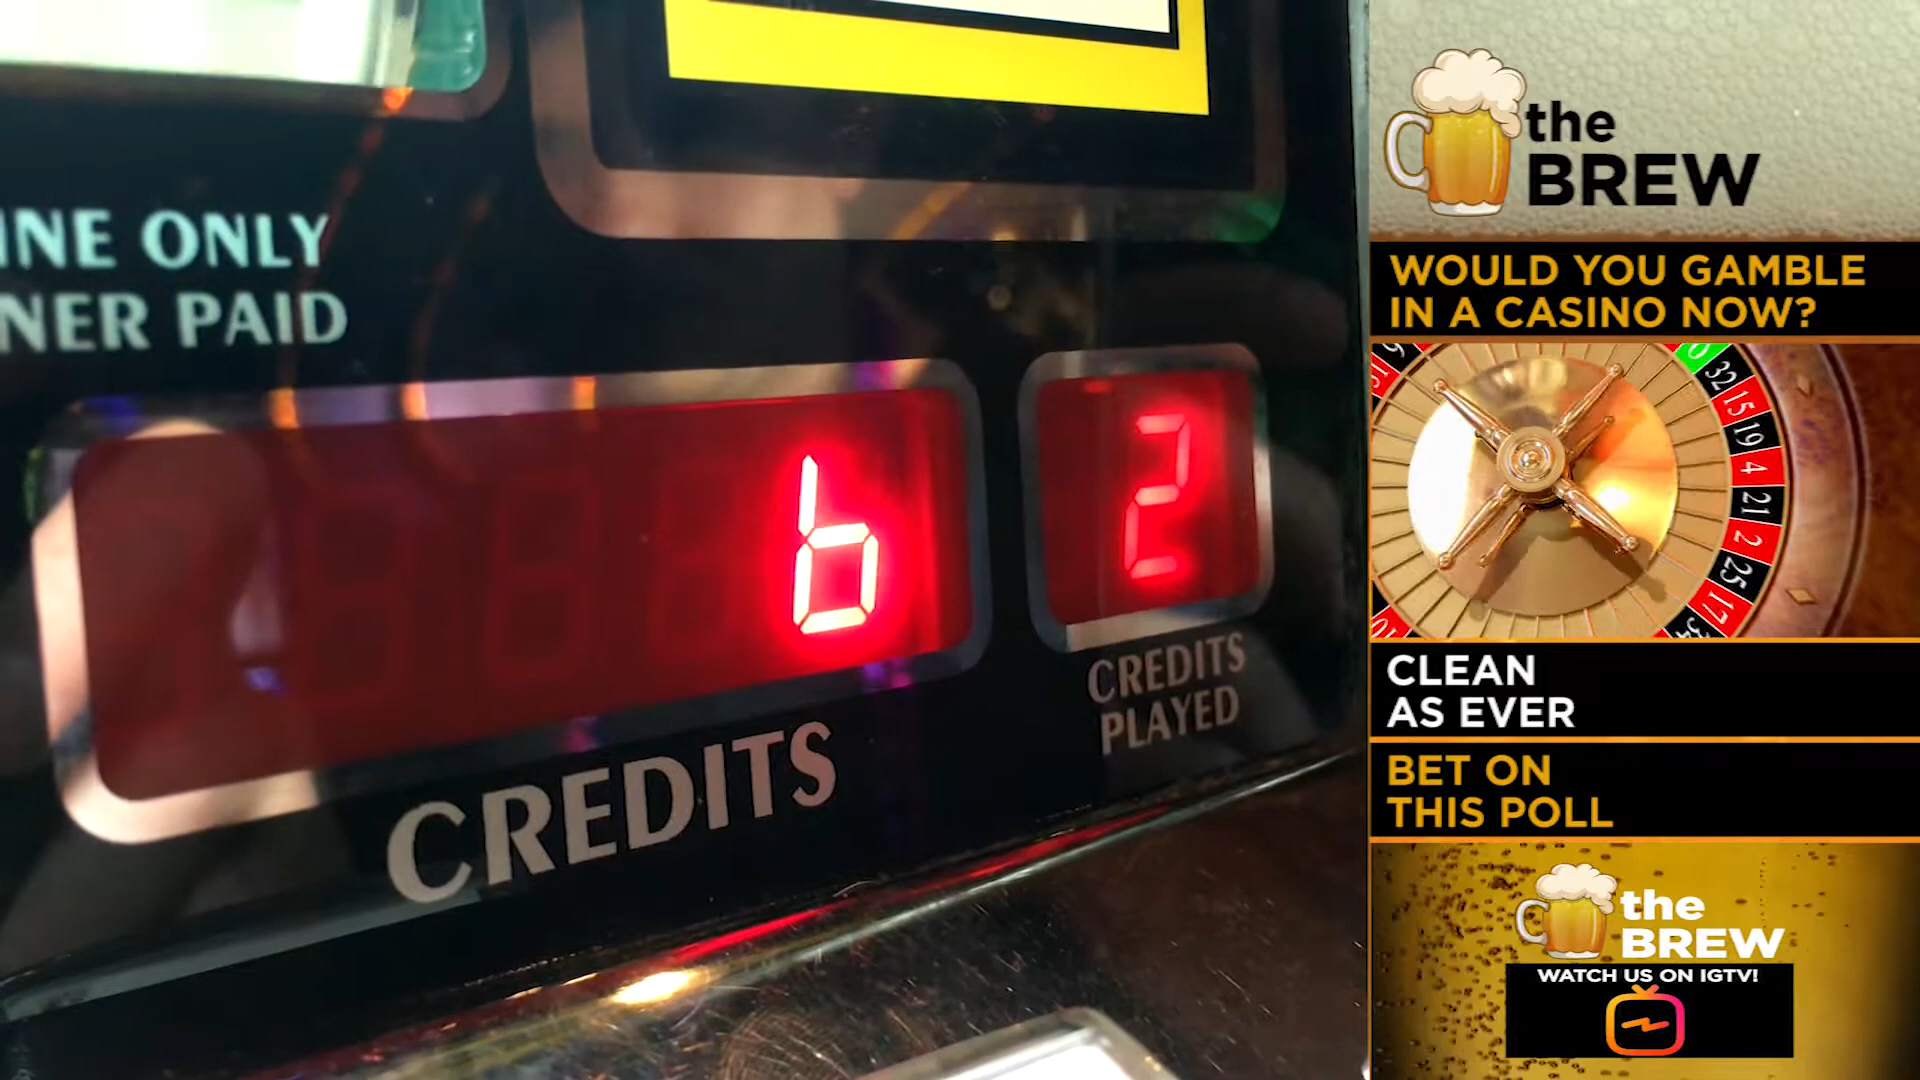 INE ONLY
NER PAID
6
2
CREDITS
PLAYED
CREDITS
the
BREW
WOULD YOU GAMBLE
IN A CASINO NOW?
0
32
15
19
4
21
2
25
17
34
CLEAN
AS EVER
BET ON
THIS POLL
the
BREW
WATCH US ON IGTV!